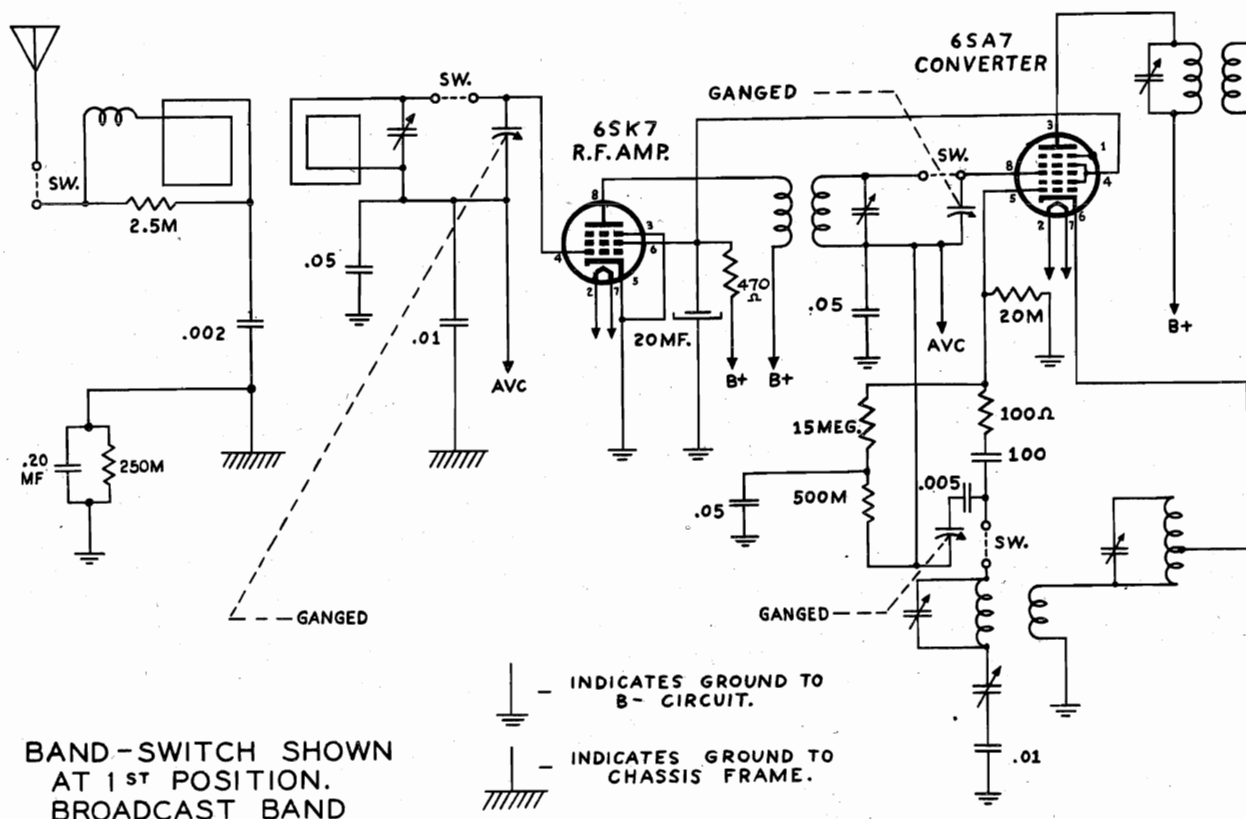 6SA7
CONVERTER
SW.
GANGED
6SK7
R.F. AMP.
3
1
8
4
5
2
7
6
SW.
SW.
2.5M
8
3
6
4
5
2
7
470
Ω
.05
.05
20M
B+
.002
.01
20MF.
AVC
B+
B+
AVC
15MEG.
100Ω
.20
MF
250M
100
.005
500M
.05
SW.
GANGED
GANGED
— INDICATES GROUND TO
B- CIRCUIT.
— INDICATES GROUND TO
CHASSIS FRAME.
.01
BAND-SWITCH SHOWN
AT 1ST POSITION.
BROADCAST BAND